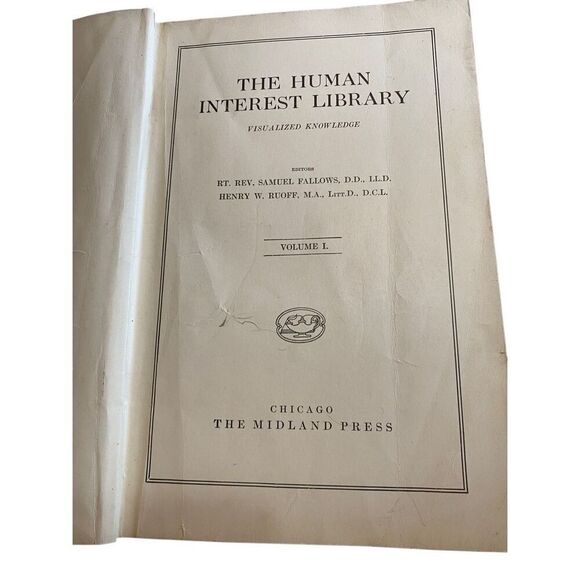 THE HUMAN
INTEREST LIBRARY
VISUALIZED KNOWLEDGE
EDITORS
RT. REV. SAMUEL FALLOWS, D.D., LL.D.
HENRY W. RUOFF, M.A., LITT.D., D.C.L.
VOLUME I.
CHICAGO
THE MIDLAND PRESS